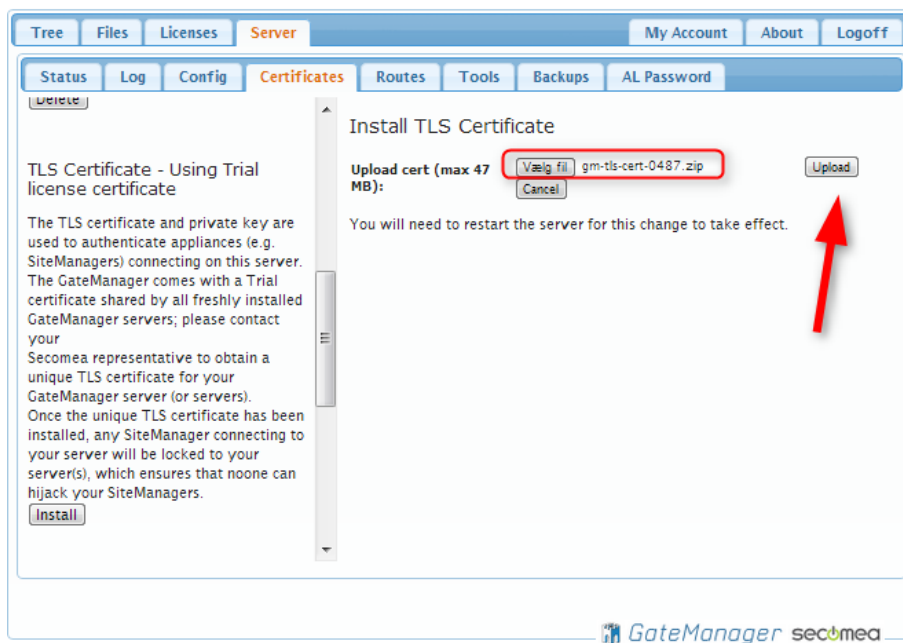 Tree Files Licenses Server My Account About Logoff
Status Log Config Certificates Routes Tools Backups AL Password
Delete
TLS Certificate - Using Trial
license certificate
The TLS certificate and private key are
used to authenticate appliances (e.g.
SiteManagers) connecting on this server.
The GateManager comes with a Trial
certificate shared by all freshly installed
GateManager servers; please contact
your
Secomea representative to obtain a
unique TLS certificate for your
GateManager server (or servers).
Once the unique TLS certificate has been
installed, any SiteManager connecting to
your server will be locked to your
server(s), which ensures that noone can
hijack your SiteManagers.
Install
Install TLS Certificate
Upload cert (max 47
MB):
Vælg fil gm-tls-cert-0487.zip
Upload
Cancel
You will need to restart the server for this change to take effect.
GateManager secomea